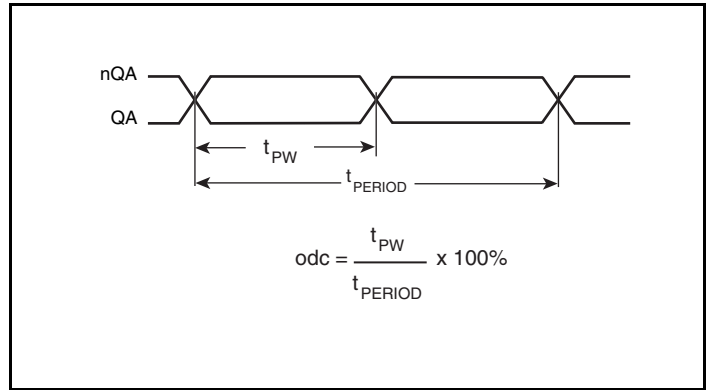 nQA
QA
tPW
tPERIOD
odc = tPW / tPERIOD x 100%